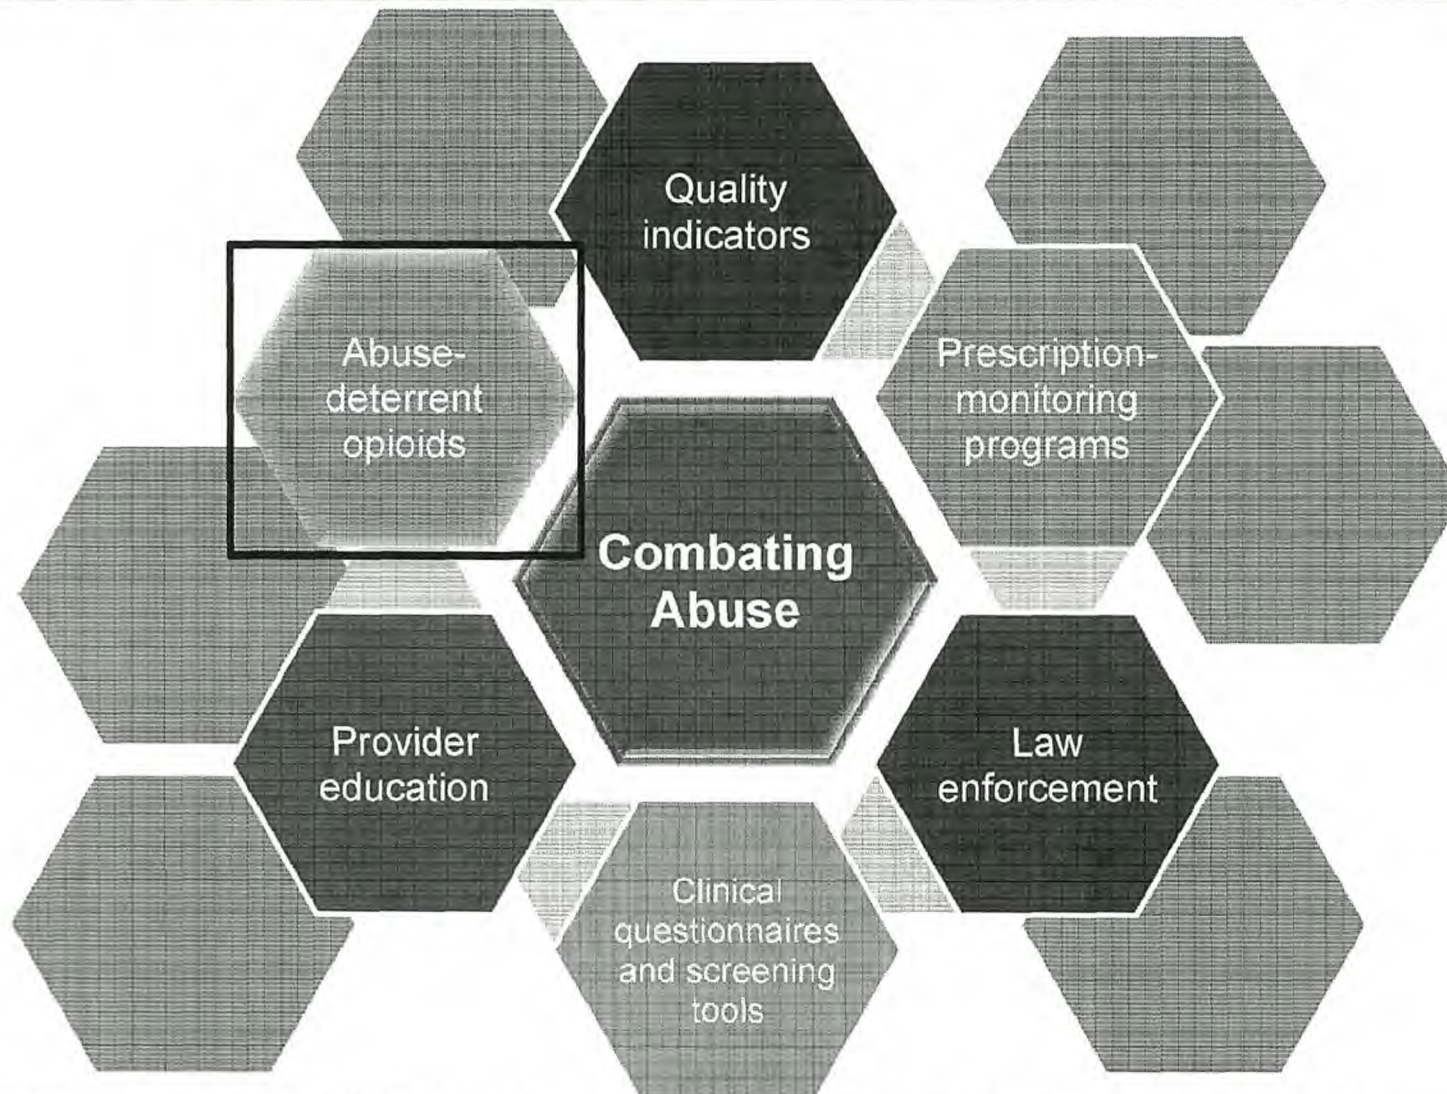 Quality
indicators
Abuse-
deterrent
opioids
Prescription-
monitoring
programs
Combating
Abuse
Provider
education
Law
enforcement
Clinical
questionnaires
and screening
tools